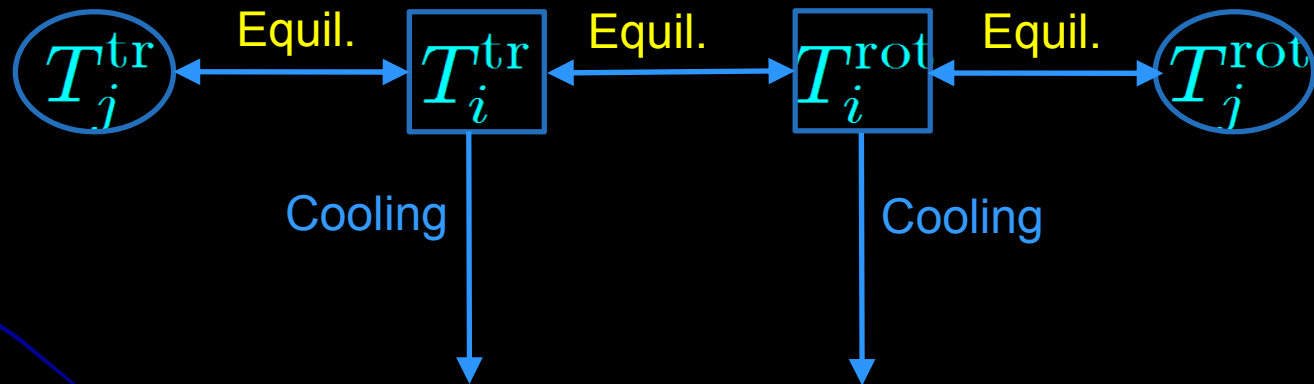 Equil. Equil. Equil.
T_j^tr T_i^tr T_i^rot T_j^rot
Cooling Cooling